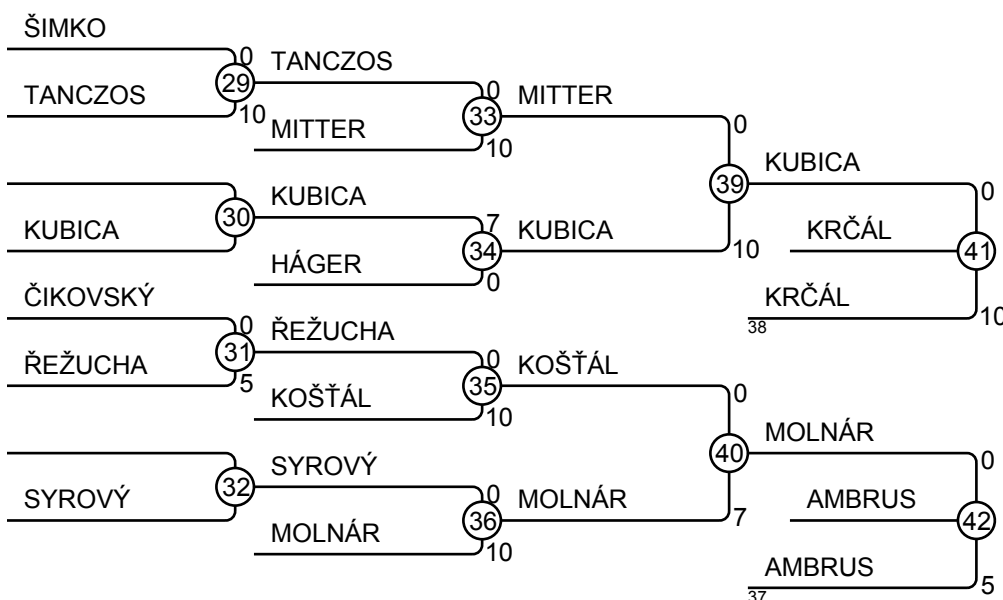 ŠIMKO
0
29
TANCZOS
TANCZOS
10
0
33
MITTER
MITTER
10
0
39
KUBICA
30
KUBICA
KUBICA
7
34
KUBICA
10
HÁGER
0
0
KRČÁL
41
KRČÁL
38
10
ČIKOVSKÝ
0
31
ŘEŽUCHA
ŘEŽUCHA
5
0
35
KOŠŤÁL
KOŠŤÁL
10
0
40
MOLNÁR
32
SYROVÝ
SYROVÝ
0
36
MOLNÁR
7
MOLNÁR
10
0
AMBRUS
42
AMBRUS
37
5